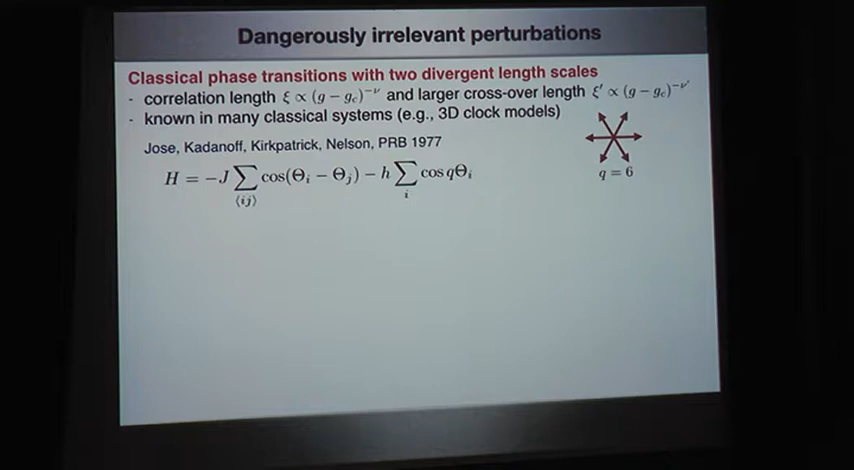 Dangerously irrelevant perturbations
Classical phase transitions with two divergent length scales
- correlation length ξ ∝ (g − g_c)^{−ν} and larger cross-over length ξ′ ∝ (g − g_c)^{−ν′}
- known in many classical systems (e.g., 3D clock models)
Jose, Kadanoff, Kirkpatrick, Nelson, PRB 1977
H = −J ∑_{⟨ij⟩} cos(Θ_i − Θ_j) − h ∑_i cos qΘ_i
q = 6